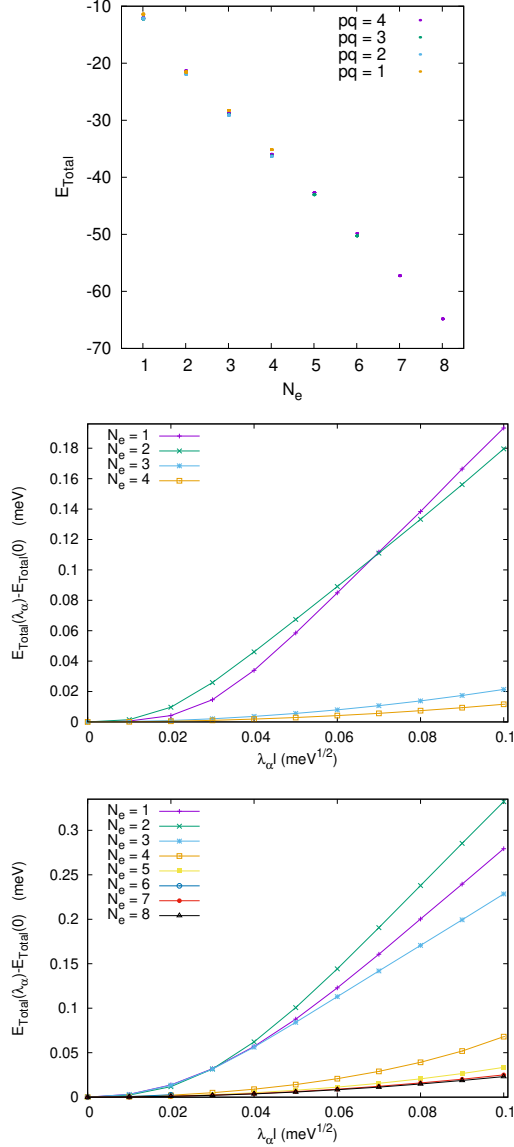 -10
-20
-30
-40
-50
-60
-70
E_Total
1 2 3 4 5 6 7 8
N_e
pq = 4
pq = 3
pq = 2
pq = 1
0.18
0.16
0.14
0.12
0.1
0.08
0.06
0.04
0.02
0
E_Total(λ_α)-E_Total(0) (meV)
N_e = 1
N_e = 2
N_e = 3
N_e = 4
0 0.02 0.04 0.06 0.08 0.1
λ_αl (meV^1/2)
0.3
0.25
0.2
0.15
0.1
0.05
0
E_Total(λ_α)-E_Total(0) (meV)
N_e = 1
N_e = 2
N_e = 3
N_e = 4
N_e = 5
N_e = 6
N_e = 7
N_e = 8
0 0.02 0.04 0.06 0.08 0.1
λ_αl (meV^1/2)